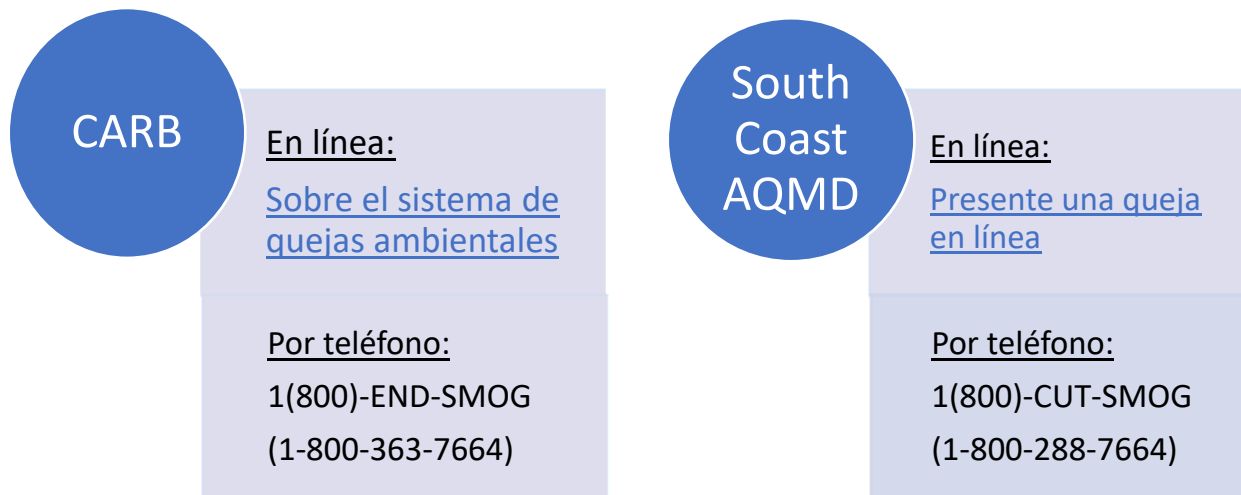 CARB
En línea:
Sobre el sistema de
quejas ambientales
Por teléfono:
1(800)-END-SMOG
(1-800-363-7664)
South
Coast
AQMD
En línea:
Presente una queja
en línea
Por teléfono:
1(800)-CUT-SMOG
(1-800-288-7664)